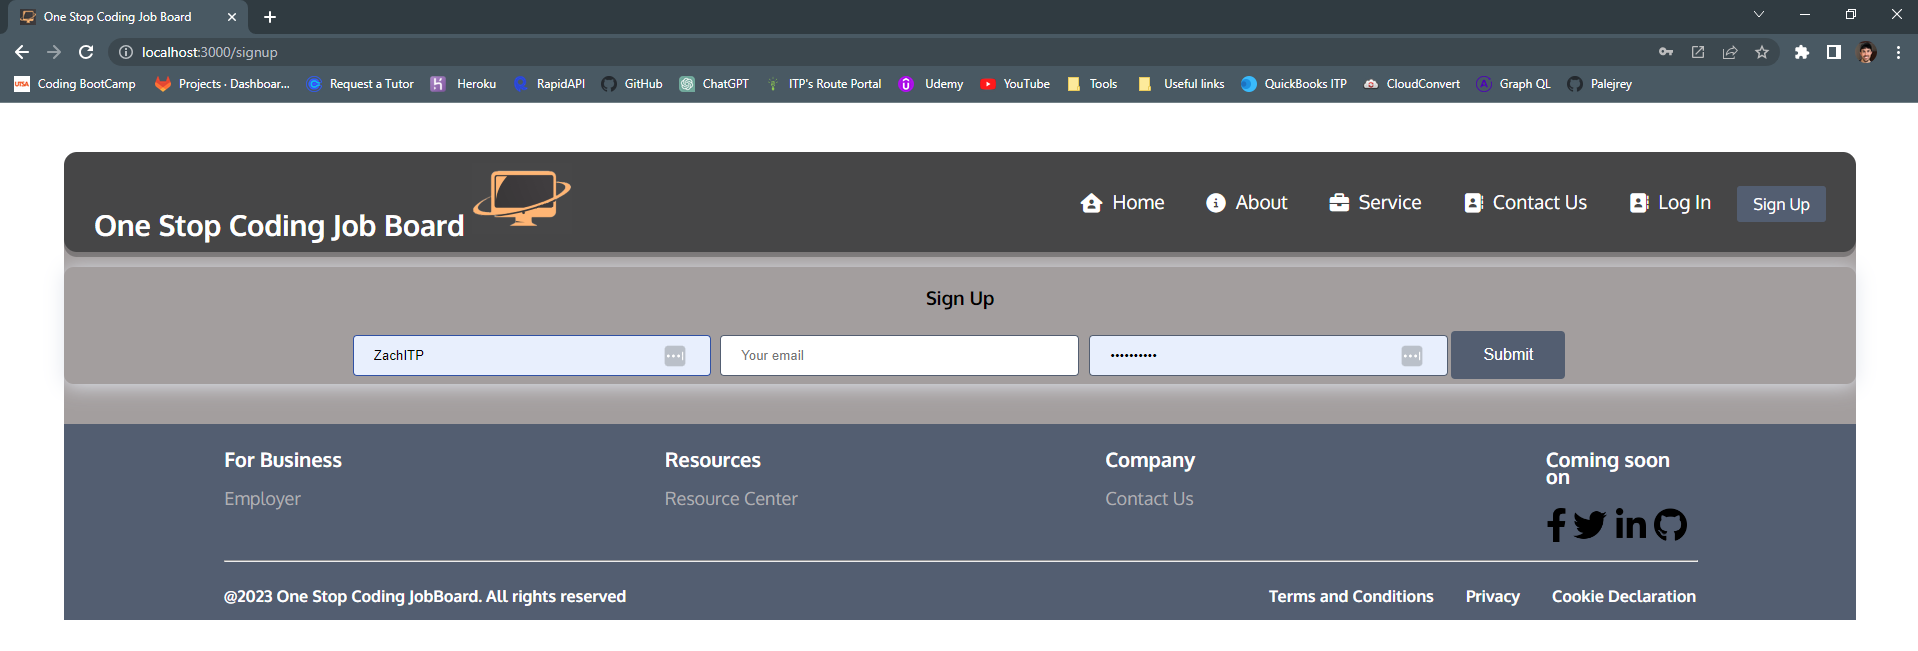 One Stop Coding Job Board
localhost:3000/signup
UTSA Coding BootCamp Projects · Dashboar... Request a Tutor Heroku RapidAPI GitHub ChatGPT ITP's Route Portal Udemy YouTube Tools Useful links QuickBooks ITP CloudConvert Graph QL Palejrey
One Stop Coding Job Board Home About Service Contact Us Log In Sign Up
Sign Up
ZachITP Your email •••••••••• Submit
For Business Resources Company Coming soon
on
Employer Resource Center Contact Us
@2023 One Stop Coding JobBoard. All rights reserved Terms and Conditions Privacy Cookie Declaration